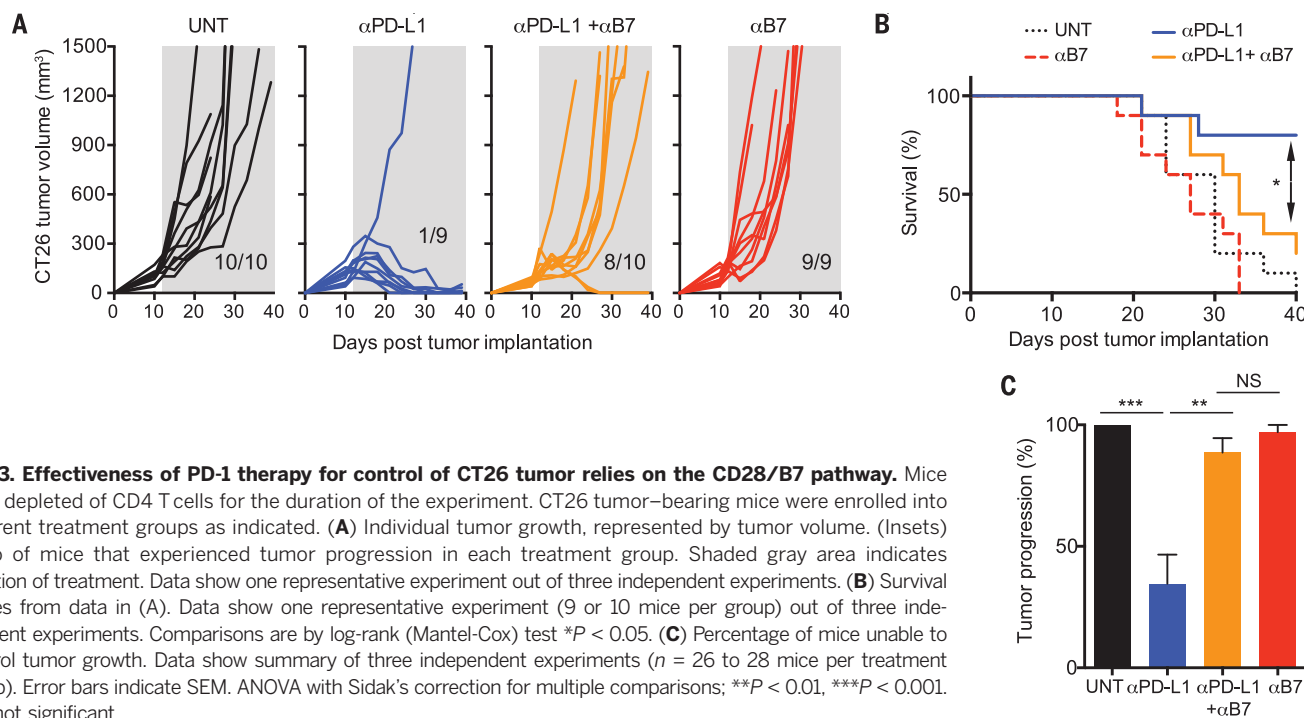 A
UNT
αPD-L1
αPD-L1 +αB7
αB7
CT26 tumor volume (mm³)
1500
1200
900
600
300
0
10/10
1/9
8/10
9/9
0 10 20 30 40
0 10 20 30 40
0 10 20 30 40
0 10 20 30 40
Days post tumor implantation
B
UNT
αPD-L1
αB7
αPD-L1+ αB7
Survival (%)
100
50
0
*
0 10 20 30 40
Days post tumor implantation
C
NS
*** **
Tumor progression (%)
100
50
0
UNT αPD-L1 αPD-L1 αB7
+αB7
3. Effectiveness of PD-1 therapy for control of CT26 tumor relies on the CD28/B7 pathway. Mice
depleted of CD4 T cells for the duration of the experiment. CT26 tumor–bearing mice were enrolled into
rent treatment groups as indicated. (A) Individual tumor growth, represented by tumor volume. (Insets)
o of mice that experienced tumor progression in each treatment group. Shaded gray area indicates
tion of treatment. Data show one representative experiment out of three independent experiments. (B) Survival
es from data in (A). Data show one representative experiment (9 or 10 mice per group) out of three inde-
ent experiments. Comparisons are by log-rank (Mantel-Cox) test *P < 0.05. (C) Percentage of mice unable to
rol tumor growth. Data show summary of three independent experiments (n = 26 to 28 mice per treatment
p). Error bars indicate SEM. ANOVA with Sidak's correction for multiple comparisons; **P < 0.01, ***P < 0.001.
not significant